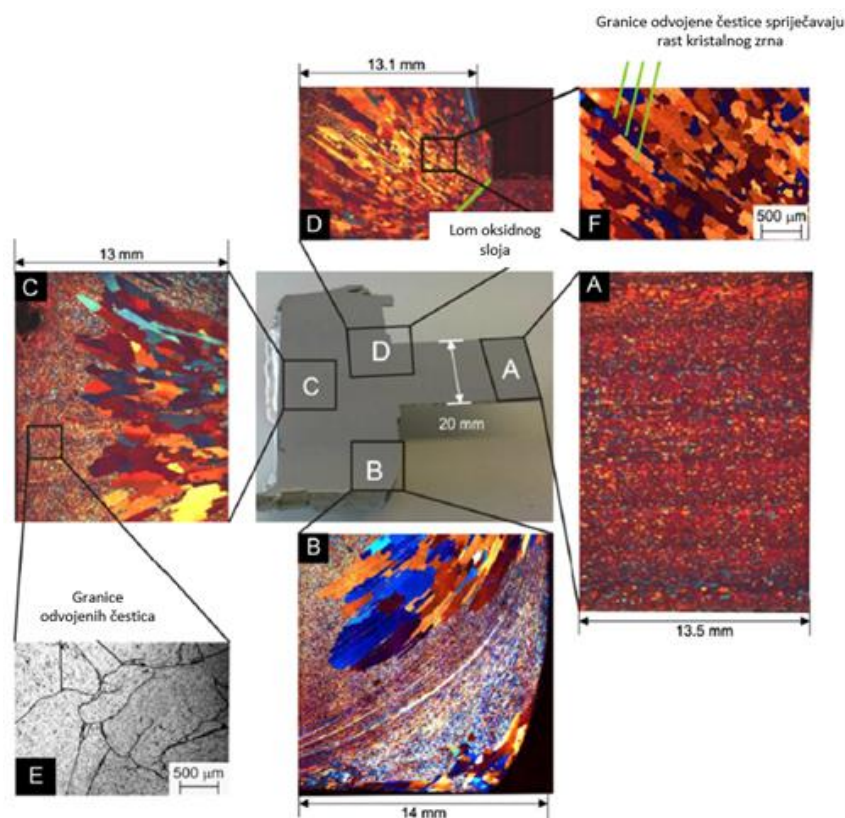 Granice odvojene čestice spriječavaju
rast kristalnog zrna
13.1 mm
D
Lom oksidnog
sloja
F
500 μm
13 mm
C
A
D
C
A
20 mm
B
B
Granice
odvojenih čestica
13.5 mm
E
500 μm
14 mm